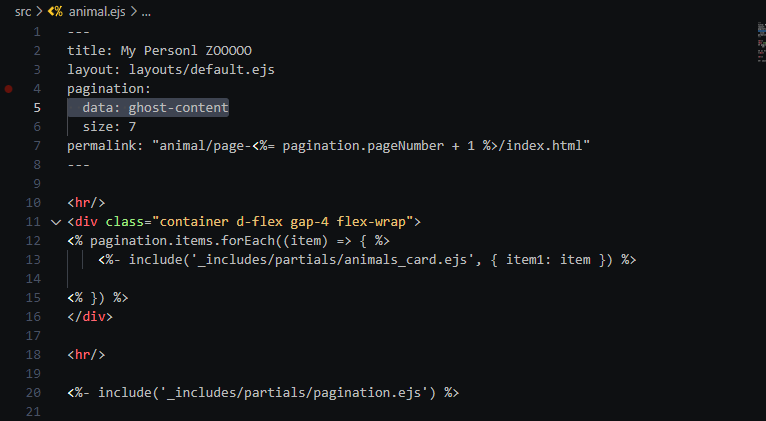 src > <% animal.ejs > ...
1 ---
2 title: My Personl ZOOOOO
3 layout: layouts/default.ejs
4 pagination:
5   data: ghost-content
6   size: 7
7 permalink: "animal/page-<%= pagination.pageNumber + 1 %>/index.html"
8 ---
9
10 <hr/>
11 <div class="container d-flex gap-4 flex-wrap">
12 <% pagination.items.forEach((item) => { %>
13     <%- include('_includes/partials/animals_card.ejs', { item1: item }) %>
14
15 <% }) %>
16 </div>
17
18 <hr/>
19
20 <%- include('_includes/partials/pagination.ejs') %>
21